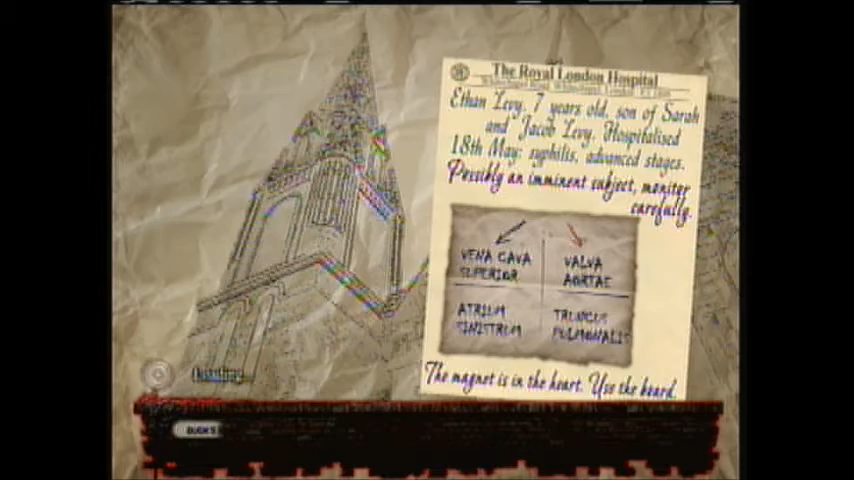 The Royal London Hospital
Ethan Levy, 7 years old, son of Sarah
and Jacob Levy. Hospitalised
18th May: syphilis, advanced stages.
Possibly an imminent subject, monitor
carefully.
VENA CAVA
SUPERIOR
VALVA
AORTAE
ATRIUM
SINISTRUM
TRUNCUS
PULMONALIS
The magnet is in the heart. Use the board.